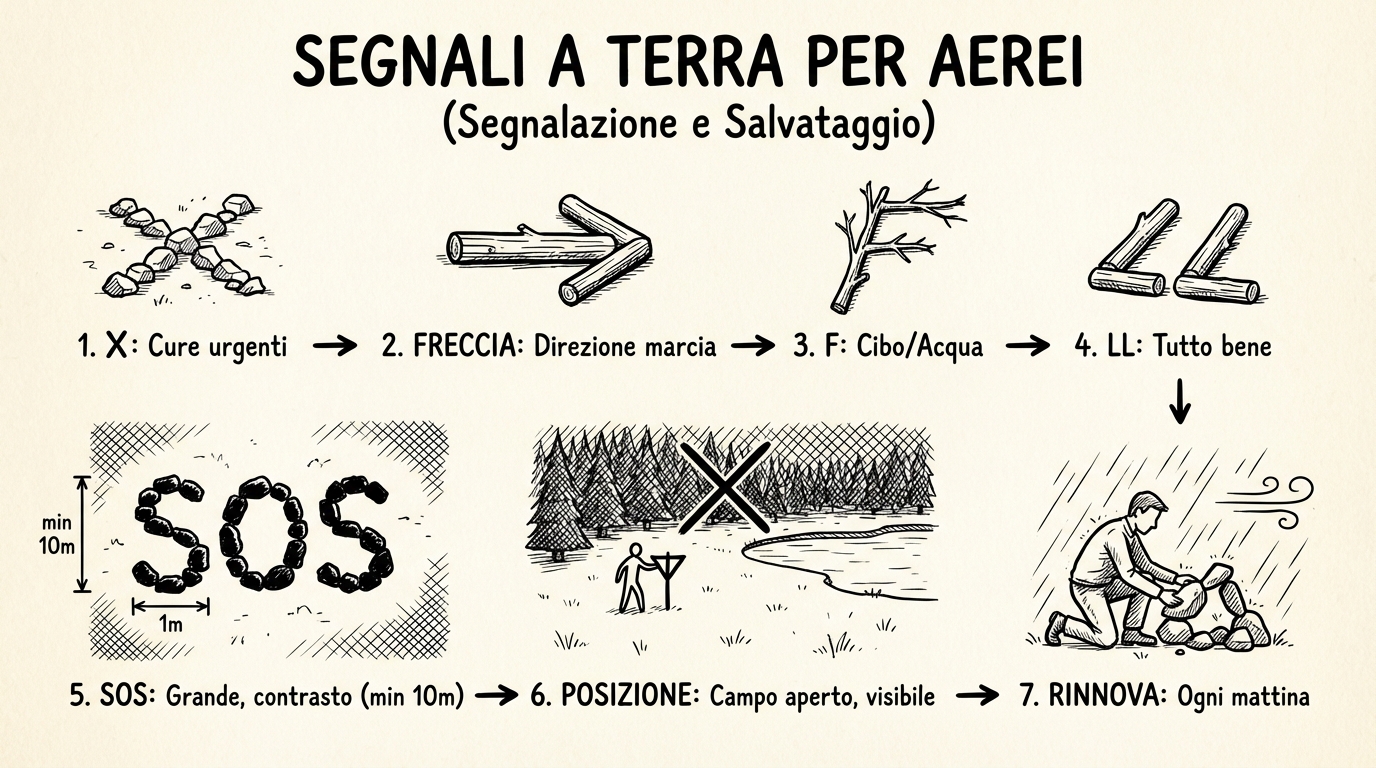 SEGNALI A TERRA PER AEREI
(Segnalazione e Salvataggio)
1. X: Cure urgenti → 2. FRECCIA: Direzione marcia → 3. F: Cibo/Acqua → 4. LL: Tutto bene
SOS
min
10m
1m
5. SOS: Grande, contrasto (min 10m) → 6. POSIZIONE: Campo aperto, visibile → 7. RINNOVA: Ogni mattina